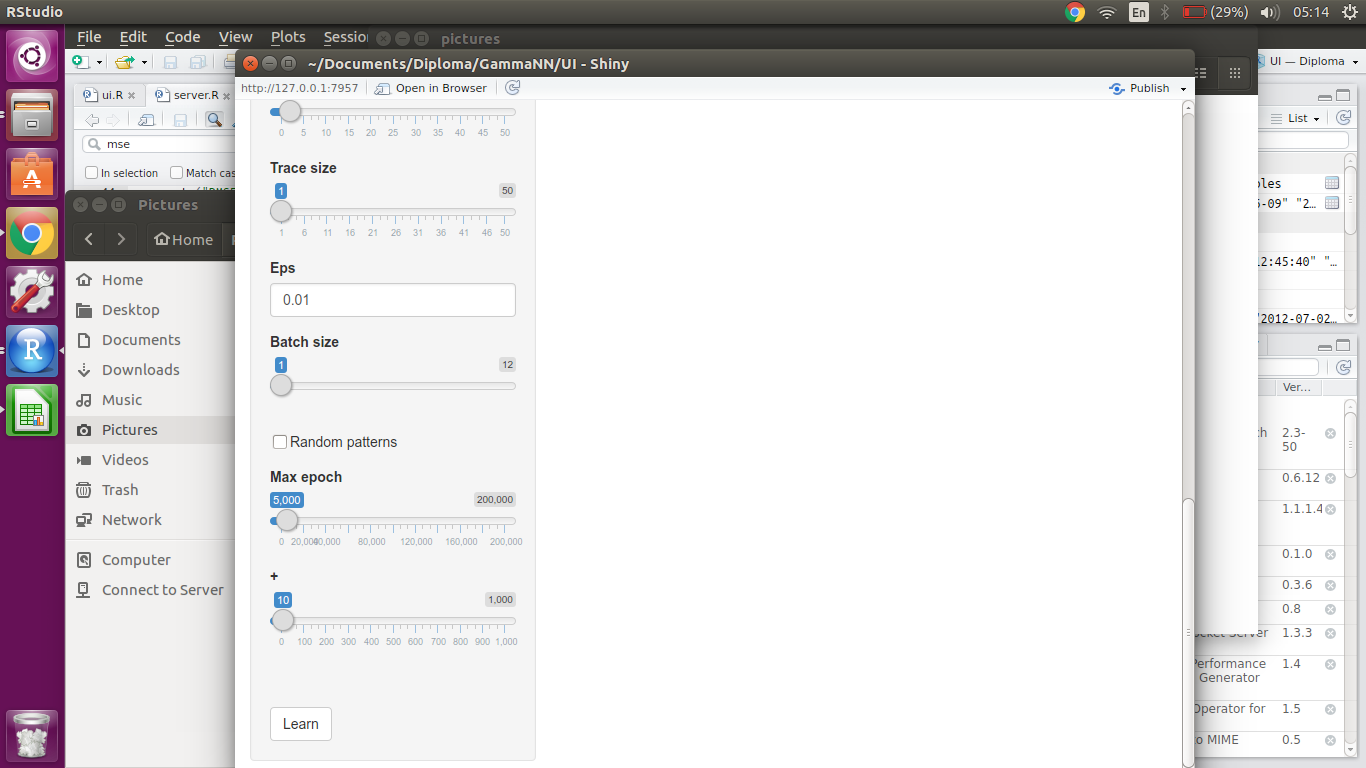 RStudio
En
(29%)
05:14
File Edit Code View Plots Sessio
pictures
~/Documents/Diploma/GammaNN/UI - Shiny
UI — Diploma
http://127.0.0.1:7957
Open in Browser
Publish
ui.R
server.R
List
mse
In selection
Match cas
0 5 10 15 20 25 30 35 40 45 50
Trace size
1
50
1 6 11 16 21 26 31 36 41 46 50
Eps
0.01
Batch size
1
12
Random patterns
Max epoch
5,000
200,000
0 20,000 40,000 80,000 120,000 160,000 200,000
+
10
1,000
0 100 200 300 400 500 600 700 800 900 1,000
Learn
Pictures
Home
Home
Desktop
Documents
Downloads
Music
Pictures
Videos
Trash
Network
Computer
Connect to Server
-09" "2…
12:45:40" "…
"2012-07-02…
Ver...
2.3-
50
0.6.12
1.1.1.4
0.1.0
0.3.6
0.8
Server
1.3.3
Performance
1.4
Generator
Operator for
1.5
to MIME
0.5